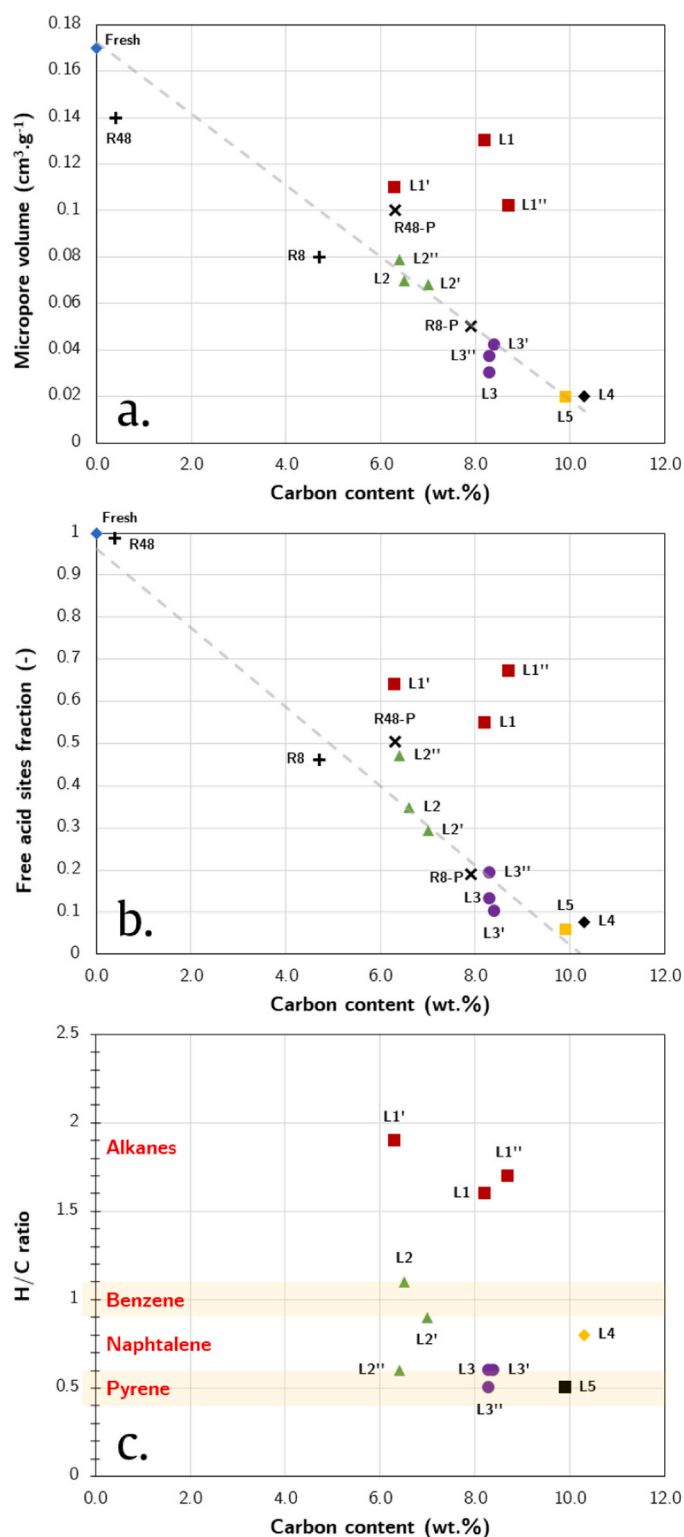 0.18
Fresh
0.16
0.14
R48
L1
0.12
L1'
L1''
0.1
R48-P
0.08
R8
L2''
L2
L2'
0.06
R8-P
L3'
0.04
L3''
L3
L4
0.02
L5
0
a.
Micropore volume (cm³.g⁻¹)
0.0 2.0 4.0 6.0 8.0 10.0 12.0
Carbon content (wt.%)
Fresh
1
R48
0.9
0.8
0.7
L1'
L1''
0.6
R48-P
L1
0.5
R8
L2''
0.4
L2
0.3
L2'
0.2
R8-P
L3''
L3
L5
0.1
L3'
L4
0
b.
Free acid sites fraction (-)
0.0 2.0 4.0 6.0 8.0 10.0 12.0
Carbon content (wt.%)
2.5
2
L1'
Alkanes
L1''
L1
1.5
L2
1
Benzene
L2'
Naphtalene
L4
L2''
L3
L3'
0.5
Pyrene
L5
L3''
0
c.
H/C ratio
0.0 2.0 4.0 6.0 8.0 10.0 12.0
Carbon content (wt.%)